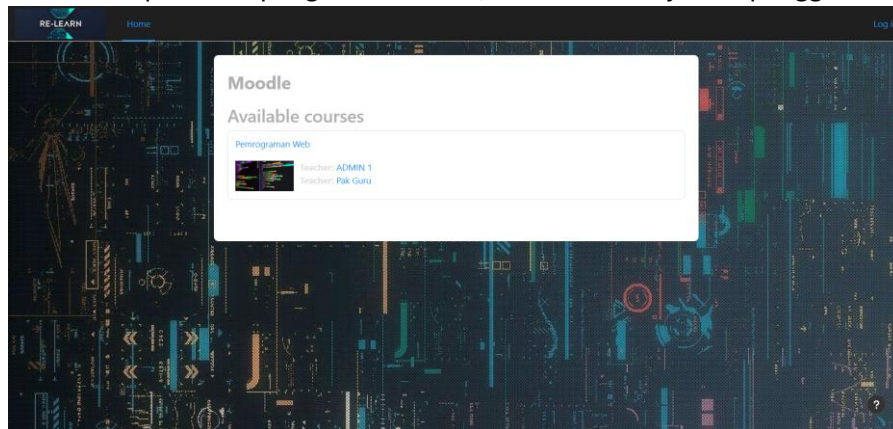 RE-LEARN
Home
Log i
Moodle
Available courses
Pemrograman Web
Teacher: ADMIN 1
Teacher: Pak Guru
?